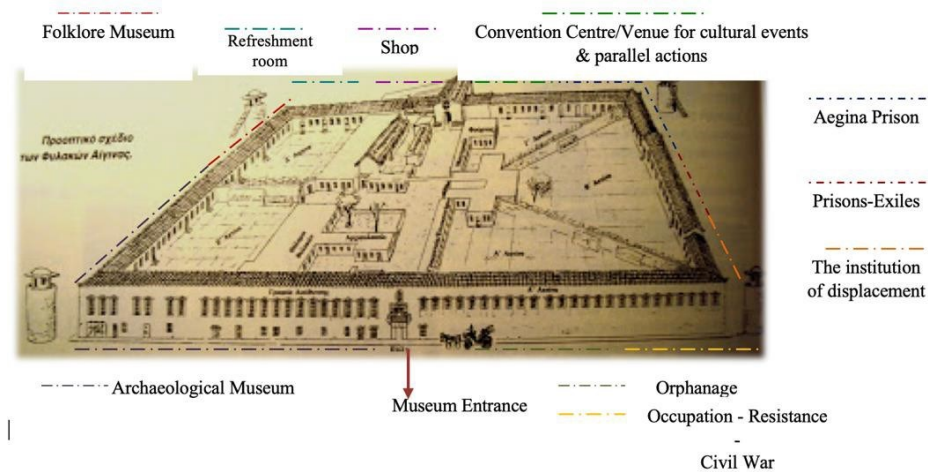 Folklore Museum
Refreshment
room
Shop
Convention Centre/Venue for cultural events
& parallel actions
Προοπτικό σχέδιο
των Φυλακών Αίγινας.
Aegina Prison
Prisons-Exiles
The institution
of displacement
Α' Ακτίνα
Archaeological Museum
Museum Entrance
Orphanage
Occupation - Resistance
-
Civil War